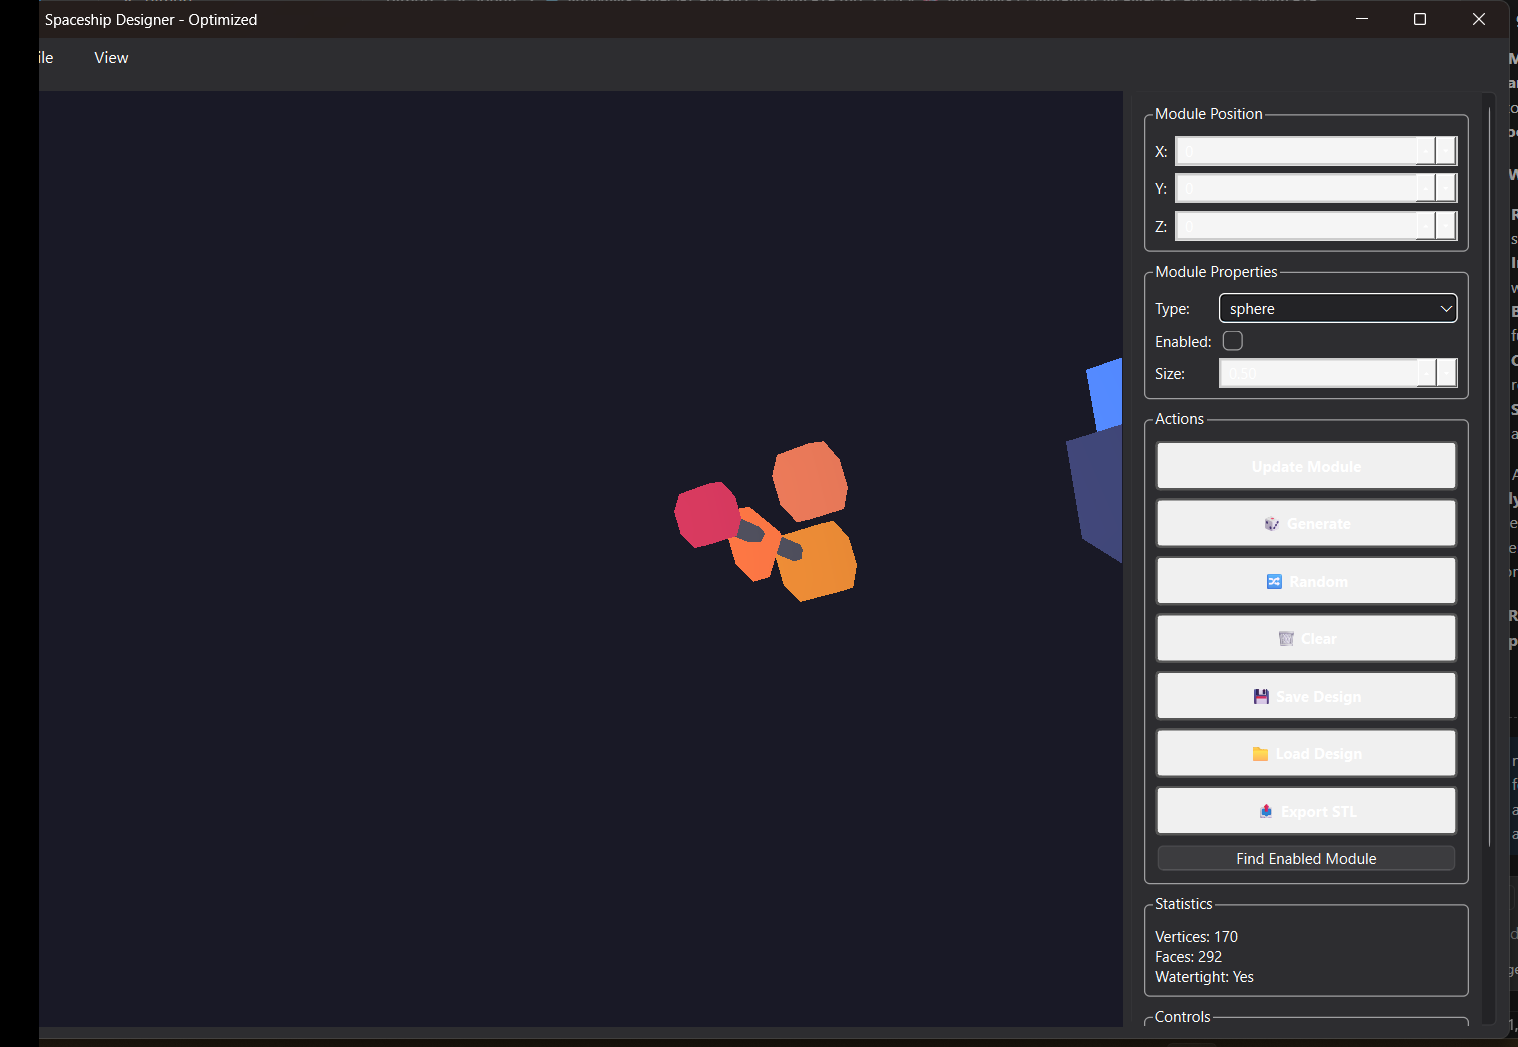 Spaceship Designer - Optimized
ile View
Module Position
X: 0
Y: 0
Z: 0
Module Properties
Type: sphere
Enabled:
Size: 0.50
Actions
Update Module
Generate
Random
Clear
Save Design
Load Design
Export STL
Find Enabled Module
Statistics
Vertices: 170
Faces: 292
Watertight: Yes
Controls